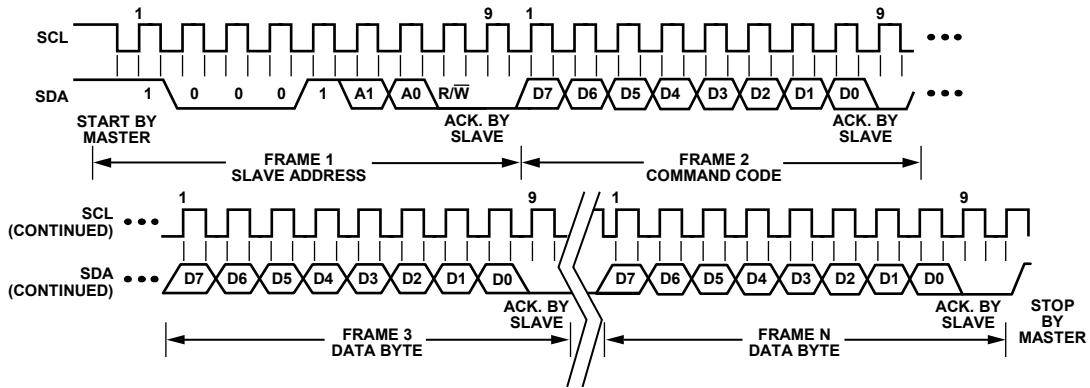 1 9 1 9
SCL
SDA
1 0 0 0 1 A1 A0 R/W̅ D7 D6 D5 D4 D3 D2 D1 D0
START BY
MASTER
ACK. BY
SLAVE
ACK. BY
SLAVE
FRAME 1
SLAVE ADDRESS
FRAME 2
COMMAND CODE
1 9 1 9
SCL
(CONTINUED)
SDA
(CONTINUED)
D7 D6 D5 D4 D3 D2 D1 D0 D7 D6 D5 D4 D3 D2 D1 D0
ACK. BY
SLAVE
ACK. BY
SLAVE
STOP
BY
MASTER
FRAME 3
DATA BYTE
FRAME N
DATA BYTE